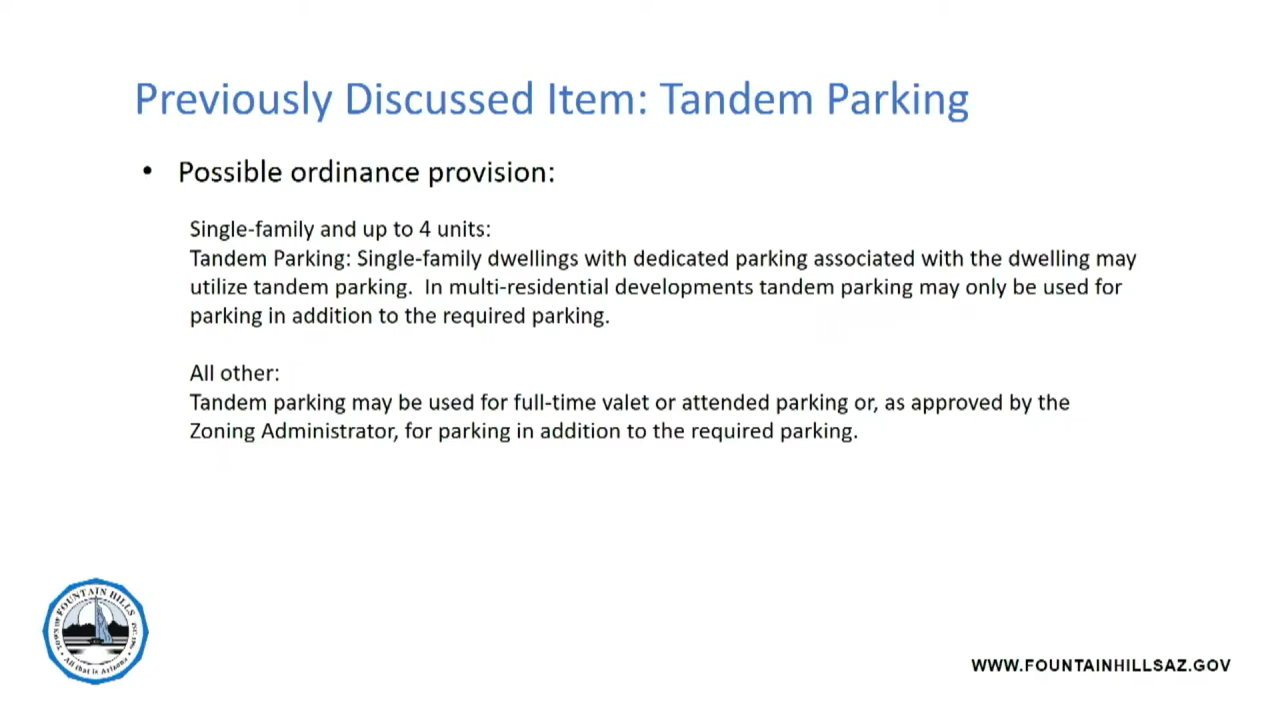 Previously Discussed Item: Tandem Parking
• Possible ordinance provision:
Single-family and up to 4 units:
Tandem Parking: Single-family dwellings with dedicated parking associated with the dwelling may
utilize tandem parking.  In multi-residential developments tandem parking may only be used for
parking in addition to the required parking.
All other:
Tandem parking may be used for full-time valet or attended parking or, as approved by the
Zoning Administrator, for parking in addition to the required parking.
FOUNTAIN HILLS
All that is Arizona
WWW.FOUNTAINHILLSAZ.GOV